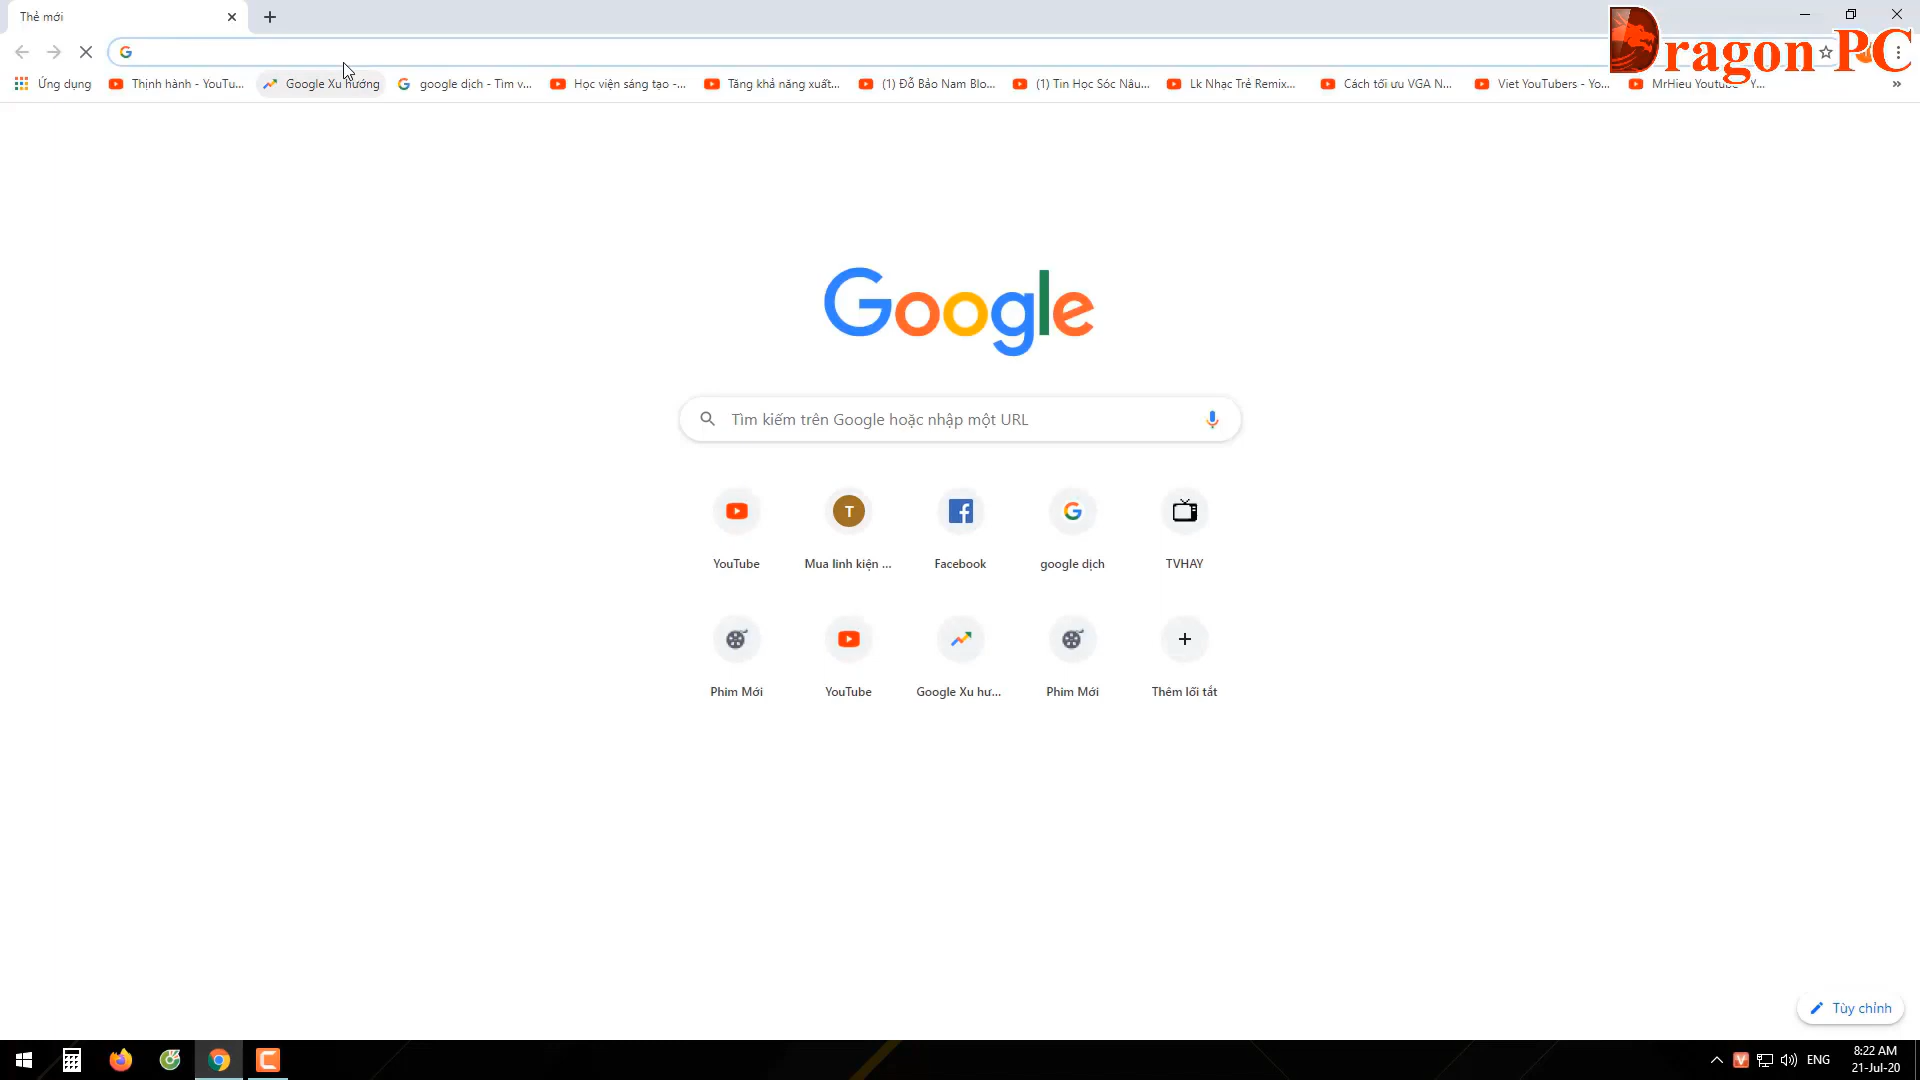 Thẻ mới
Dragon PC
Ứng dụng
Thịnh hành - YouTu...
Google Xu hướng
google dịch - Tìm v...
Học viện sáng tạo -...
Tăng khả năng xuất...
(1) Đỗ Bảo Nam Blo...
(1) Tin Học Sóc Nâu...
Lk Nhạc Trẻ Remix...
Cách tối ưu VGA N...
Viet YouTubers - Yo...
MrHieu Youtube - Y...
Google
Tìm kiếm trên Google hoặc nhập một URL
T
YouTube
Mua linh kiện ...
Facebook
google dịch
TVHAY
Phim Mới
YouTube
Google Xu hư...
Phim Mới
Thêm lối tắt
Tùy chỉnh
ENG
8:22 AM
21-Jul-20